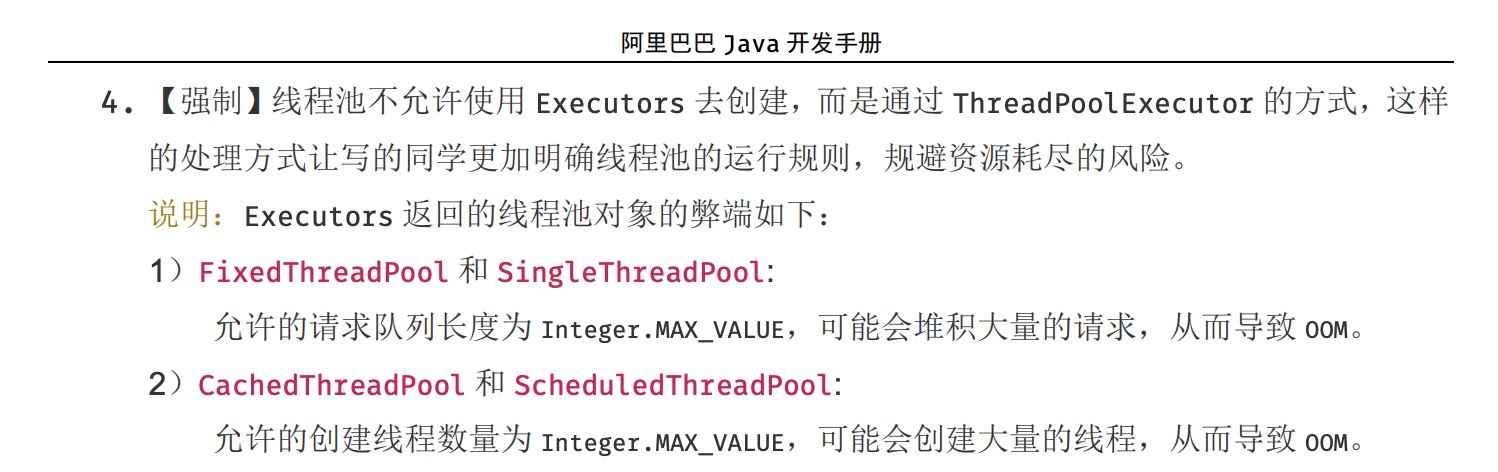 阿里巴巴 Java 开发手册
4. 【强制】线程池不允许使用 Executors 去创建，而是通过 ThreadPoolExecutor 的方式，这样
的处理方式让写的同学更加明确线程池的运行规则，规避资源耗尽的风险。
说明：Executors 返回的线程池对象的弊端如下：
1）FixedThreadPool 和 SingleThreadPool:
允许的请求队列长度为 Integer.MAX_VALUE，可能会堆积大量的请求，从而导致 OOM。
2）CachedThreadPool 和 ScheduledThreadPool:
允许的创建线程数量为 Integer.MAX_VALUE，可能会创建大量的线程，从而导致 OOM。